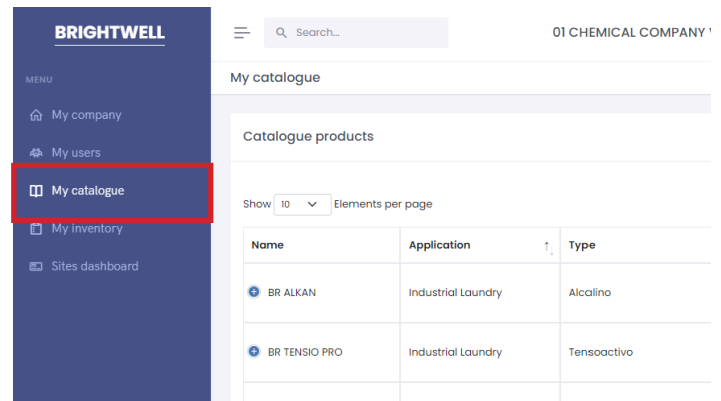 BRIGHTWELL
MENU
My company
My users
My catalogue
My inventory
Sites dashboard
Search...
01 CHEMICAL COMPANY
My catalogue
Catalogue products
Show 10 Elements per page
Name Application Type
BR ALKAN Industrial Laundry Alcalino
BR TENSIO PRO Industrial Laundry Tensoactivo